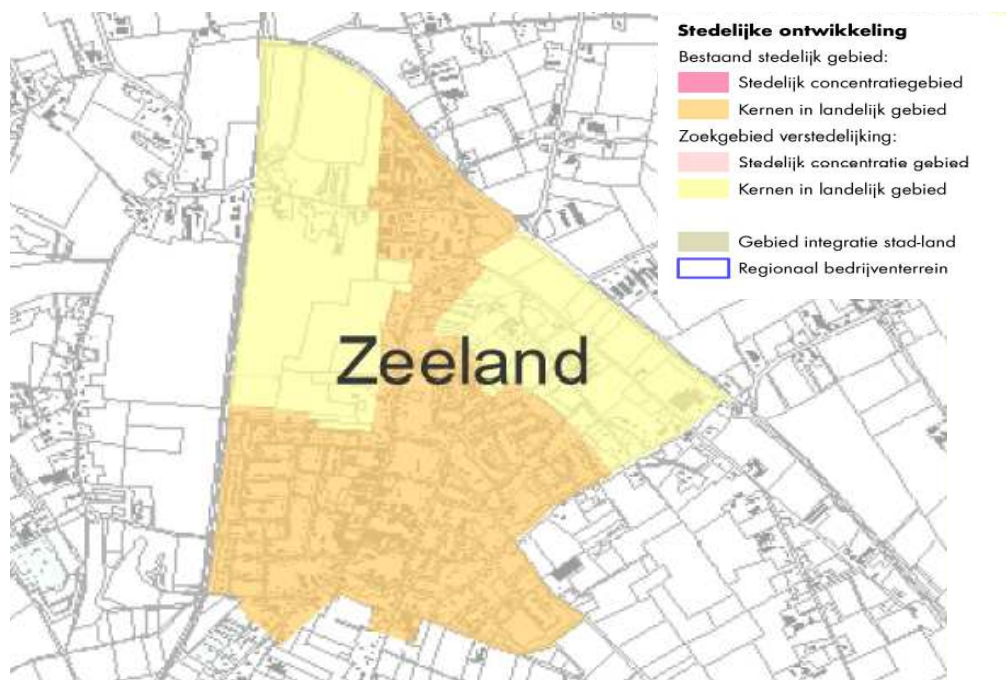 Stedelijke ontwikkeling
Bestaand stedelijk gebied:
Stedelijk concentratiegebied
Kernen in landelijk gebied
Zoekgebied verstedelijking:
Stedelijk concentratie gebied
Kernen in landelijk gebied
Gebied integratie stad-land
Regionaal bedrijventerrein
Zeeland